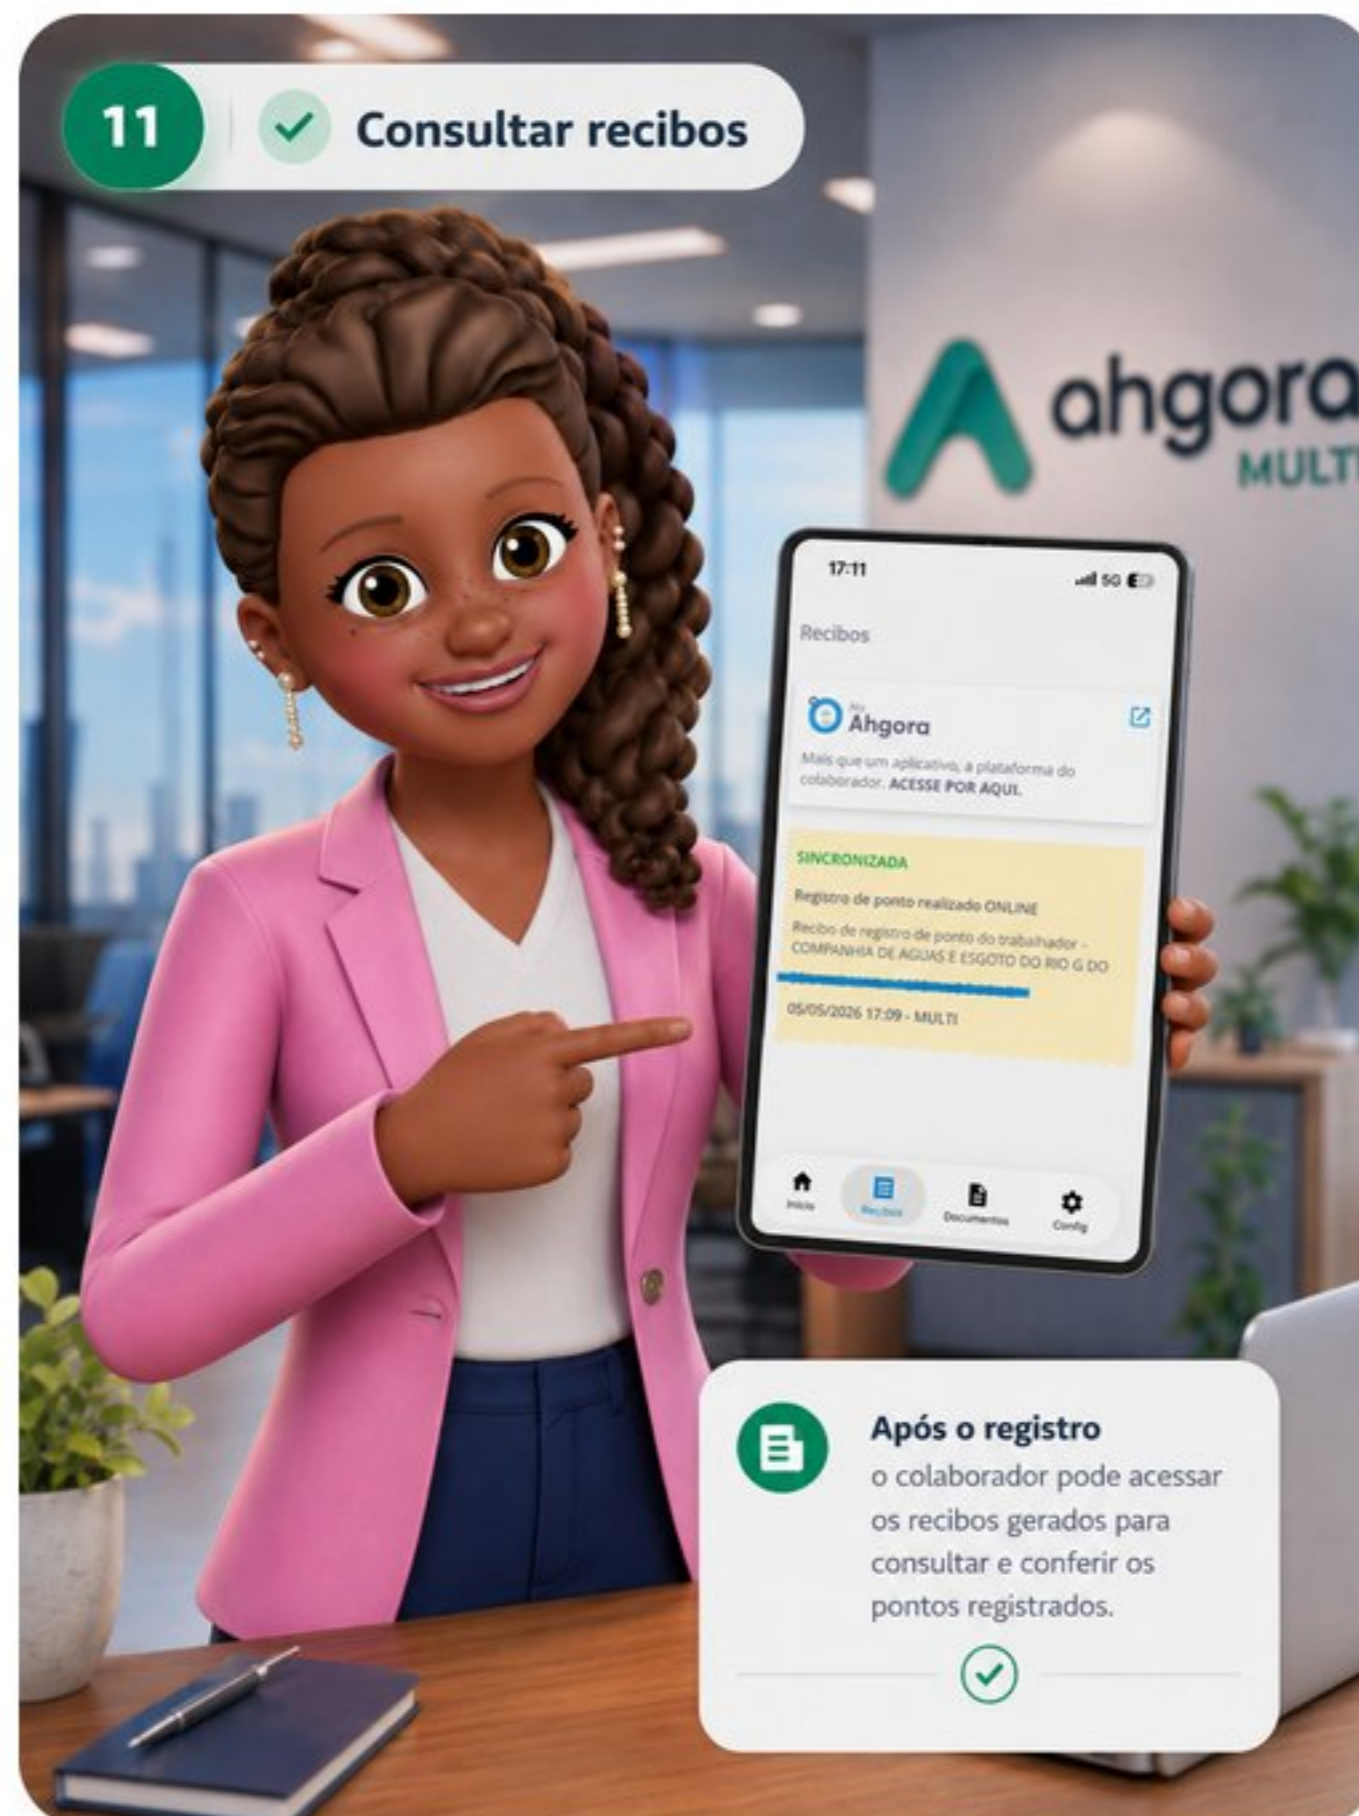 11
Consultar recibos
ahgora
MULTI
17:11
5G
Recibos
My
Ahgora
Mais que um aplicativo, a plataforma do
colaborador. ACESSE POR AQUI.
SINCRONIZADA
Registro de ponto realizado ONLINE
Recibo de registro de ponto do trabalhador -
COMPANHIA DE AGUAS E ESGOTO DO RIO G DO
05/05/2026 17:09 - MULTI
Início
Recibos
Documentos
Config
Após o registro
o colaborador pode acessar
os recibos gerados para
consultar e conferir os
pontos registrados.